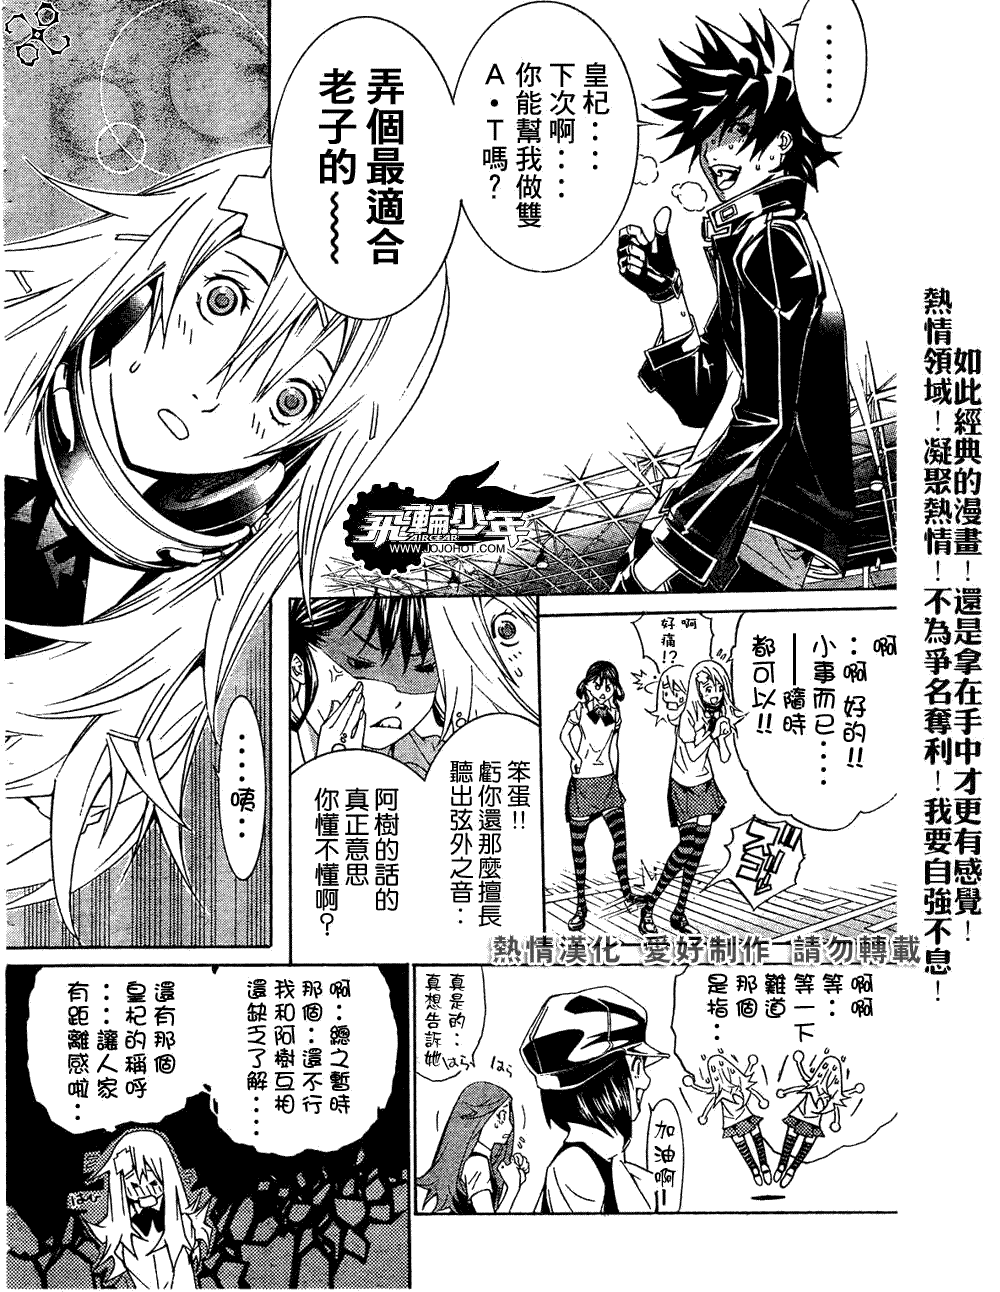 ‥‥‥
皇杞‥‥
下次啊‥‥
你能幫我做雙
A・T嗎？
弄個最適合
老子的～～
飛輪少年
AIRGEAR
WWW.JOJOHOT.COM
如此經典的漫畫！還是拿在手中才更有感覺！
熱情領域！凝聚熱情！不為爭名奪利！我要自強不息！
啊
‥啊 好的!!
小事而已‥‥
——隨時
都可以!!
啊
好痛!?
笨蛋!!
虧你還那麼擅長
聽出弦外之音‥
阿樹的話的
真正意思
你懂不懂啊？
‥‥‥
咦‥
熱情漢化 愛好制作 請勿轉載
啊啊
等‥
等一下
難道
那個
是指‥
真是的‥
真想告訴她
はら
はら
加油——
啊‥總之暫時
那個‥還不行
我和阿樹互相
還缺乏了解‥‥
還有那個
皇杞的稱呼
‥‥讓人家
有距離感啦‥